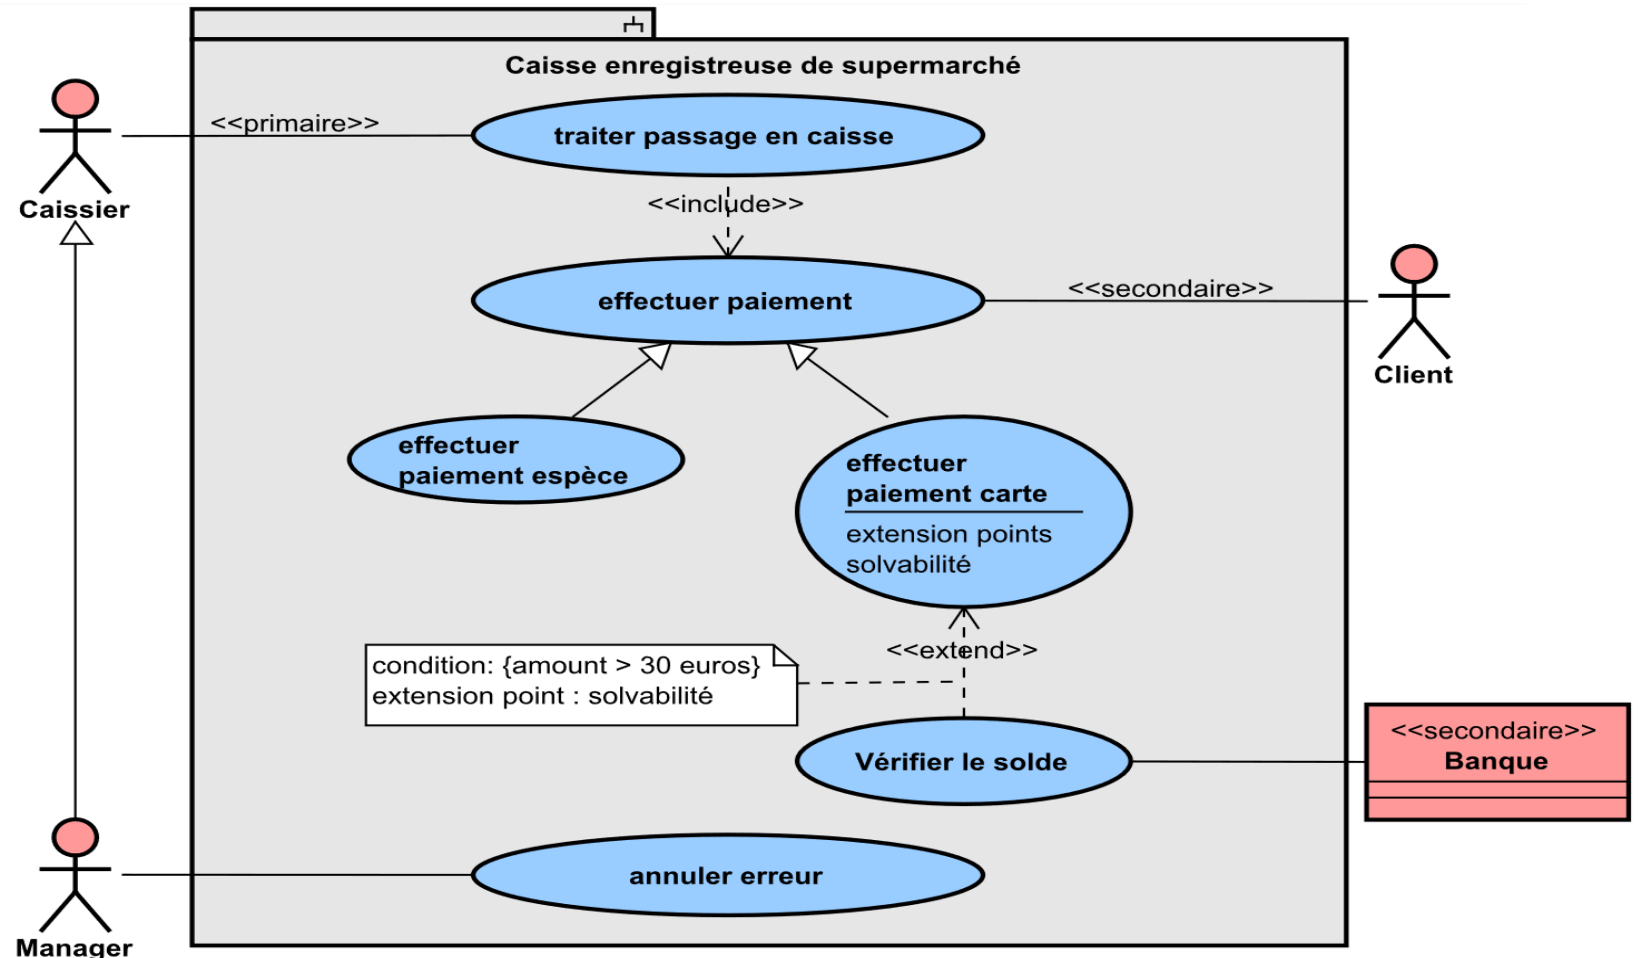 Caisse enregistreuse de supermarché
<<primaire>>
traiter passage en caisse
Caissier
<<include>>
effectuer paiement
<<secondaire>>
Client
effectuer
paiement espèce
effectuer
paiement carte
extension points
solvabilité
<<extend>>
condition: {amount > 30 euros}
extension point : solvabilité
Vérifier le solde
<<secondaire>>
Banque
annuler erreur
Manager